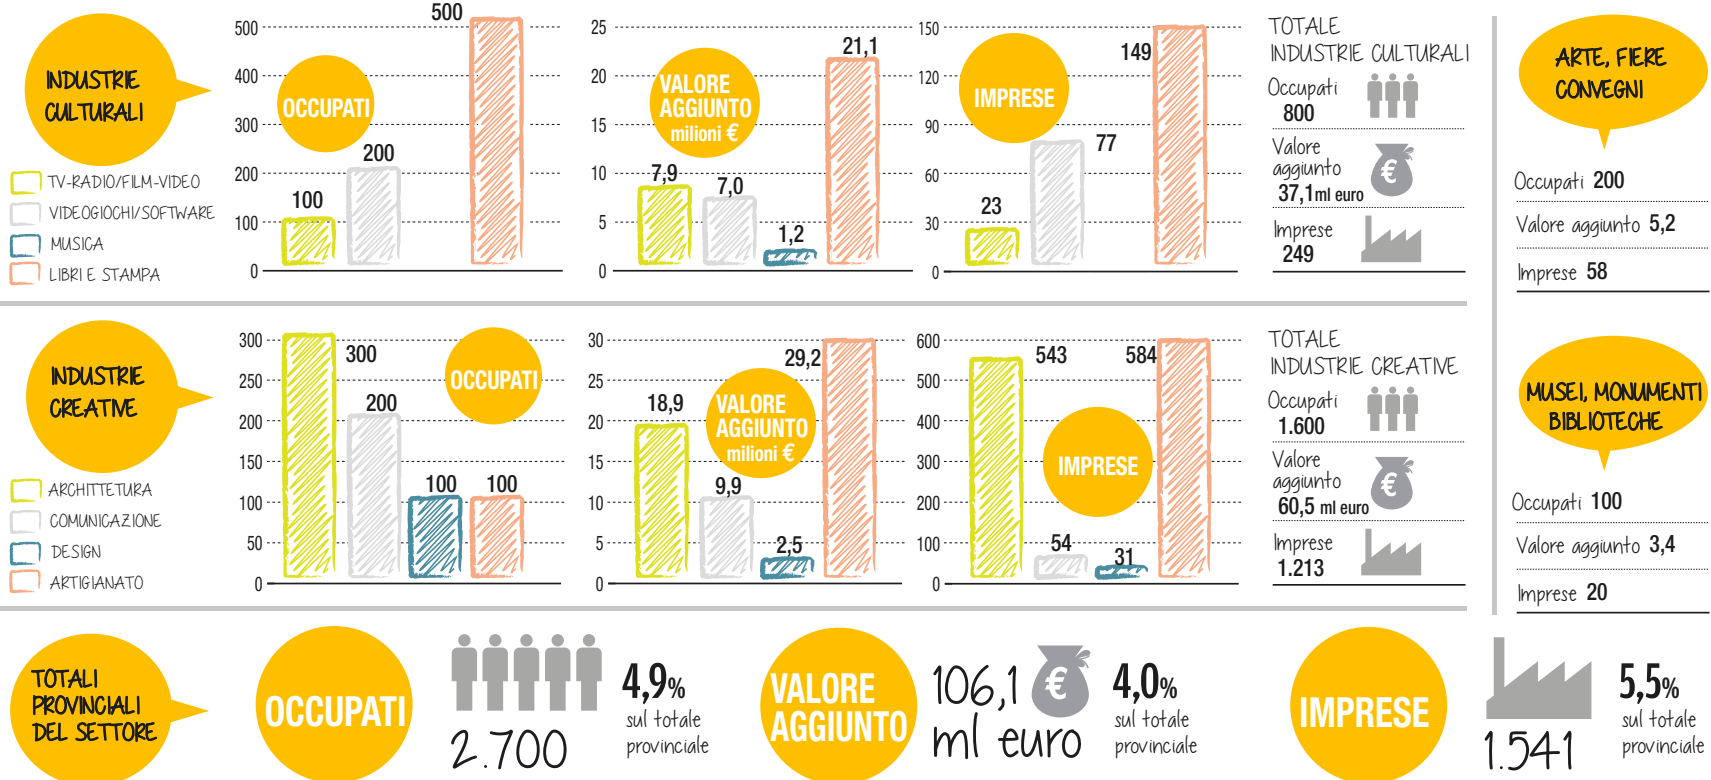 INDUSTRIE
CULTURALI
TV-RADIO/FILM-VIDEO
VIDEOGIOCHI/SOFTWARE
MUSICA
LIBRI E STAMPA
500
400
300
200
100
0
OCCUPATI
100
200
500
25
20
15
10
5
0
VALORE
AGGIUNTO
milioni €
7,9
7,0
1,2
21,1
150
120
90
60
30
0
IMPRESE
23
77
149
TOTALE
INDUSTRIE CULTURALI
Occupati
800
Valore
aggiunto
€
37,1 ml euro
Imprese
249
ARTE, FIERE
CONVEGNI
Occupati 200
Valore aggiunto 5,2
Imprese 58
INDUSTRIE
CREATIVE
ARCHITTETURA
COMUNICAZIONE
DESIGN
ARTIGIANATO
300
250
200
150
100
50
0
OCCUPATI
300
200
100
100
30
25
20
15
10
5
0
VALORE
AGGIUNTO
milioni €
18,9
9,9
2,5
29,2
600
500
400
300
200
100
0
IMPRESE
543
54
31
584
TOTALE
INDUSTRIE CREATIVE
Occupati
1.600
Valore
aggiunto
€
60,5 ml euro
Imprese
1.213
MUSEI, MONUMENTI
BIBLIOTECHE
Occupati 100
Valore aggiunto 3,4
Imprese 20
TOTALI
PROVINCIALI
DEL SETTORE
OCCUPATI
2.700
4,9%
sul totale
provinciale
VALORE
AGGIUNTO
106,1
€
ml euro
4,0%
sul totale
provinciale
IMPRESE
1.541
5,5%
sul totale
provinciale